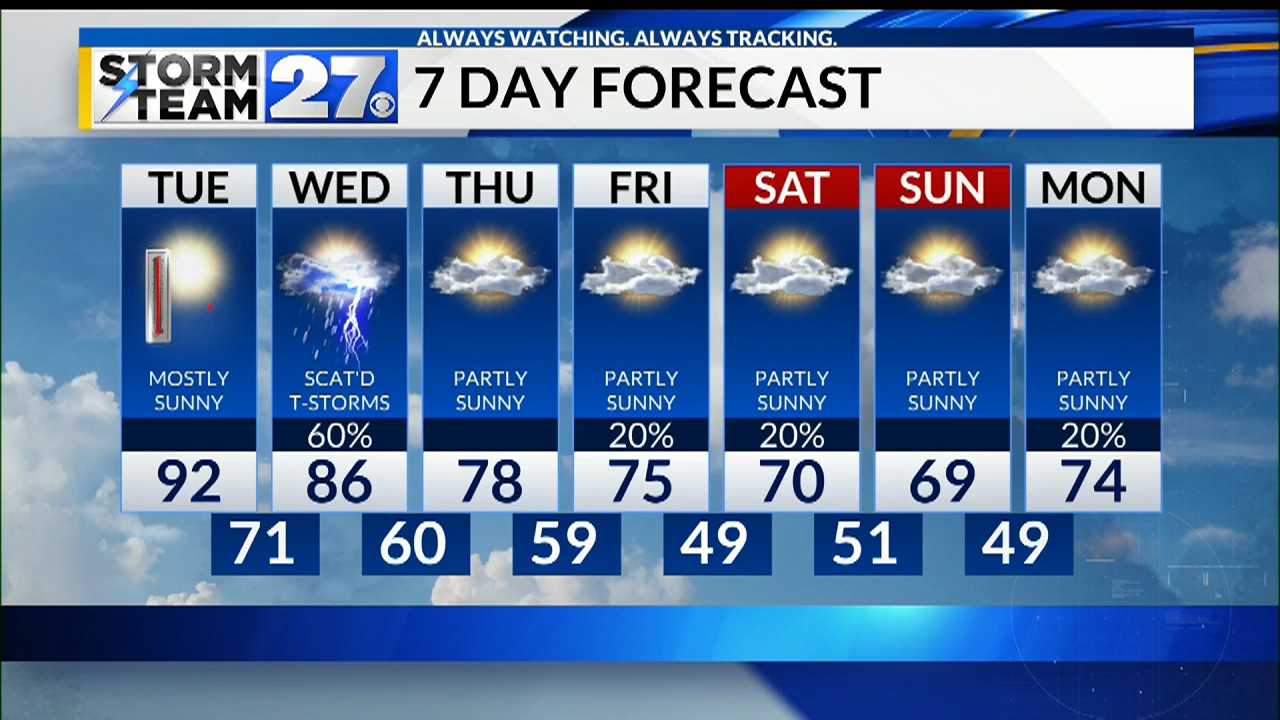 ALWAYS WATCHING. ALWAYS TRACKING.
STORM TEAM 27
7 DAY FORECAST
TUE WED THU FRI SAT SUN MON
MOSTLY SCAT'D PARTLY PARTLY PARTLY PARTLY PARTLY
SUNNY T-STORMS SUNNY SUNNY SUNNY SUNNY SUNNY
60% 20% 20% 20%
92 86 78 75 70 69 74
71 60 59 49 51 49